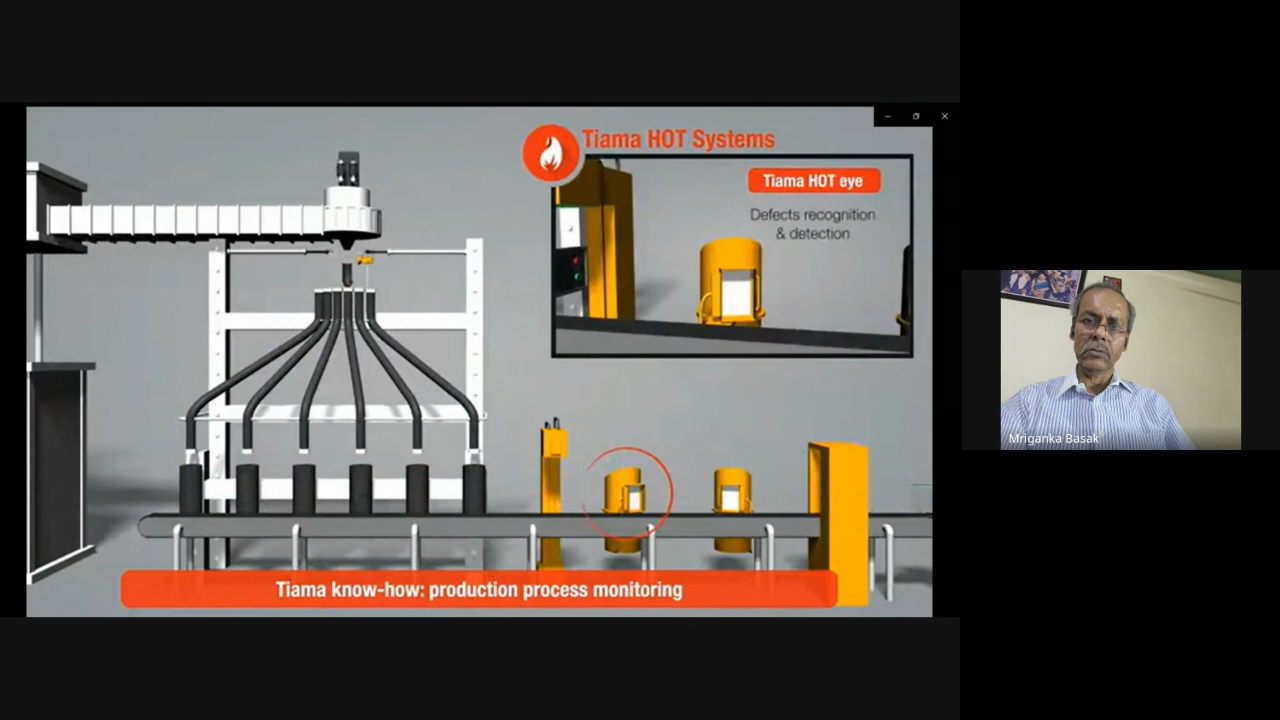 Tiama HOT Systems
Tiama HOT eye
Defects recognition
& detection
Mriganka Basak
Tiama know-how: production process monitoring